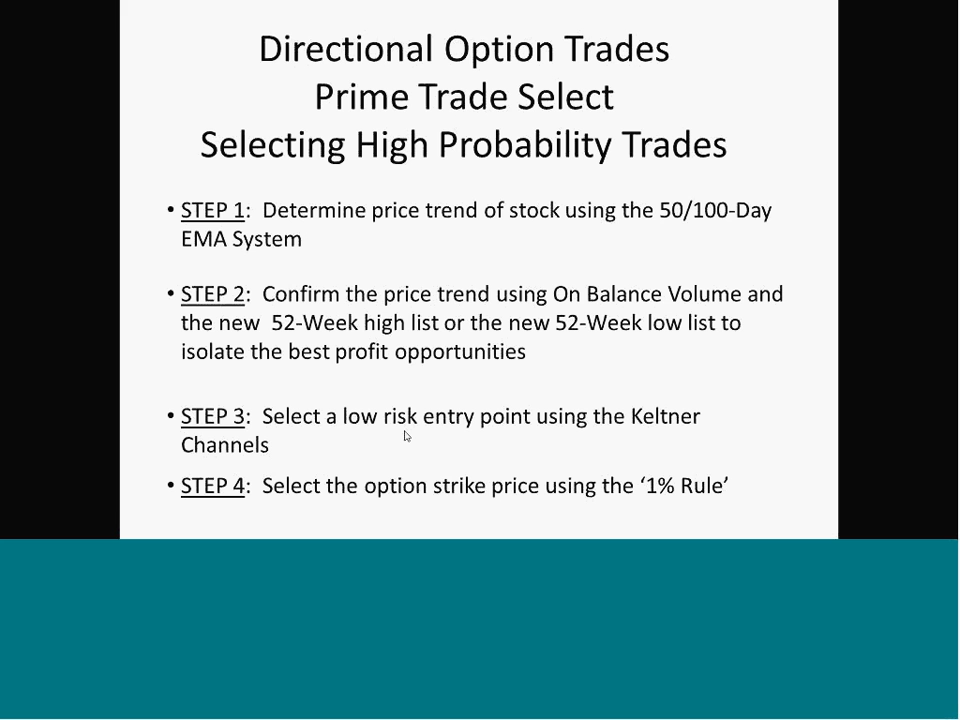 Directional Option Trades
Prime Trade Select
Selecting High Probability Trades
• STEP 1:  Determine price trend of stock using the 50/100-Day
EMA System
• STEP 2:  Confirm the price trend using On Balance Volume and
the new  52-Week high list or the new 52-Week low list to
isolate the best profit opportunities
• STEP 3:  Select a low risk entry point using the Keltner
Channels
• STEP 4:  Select the option strike price using the ‘1% Rule’